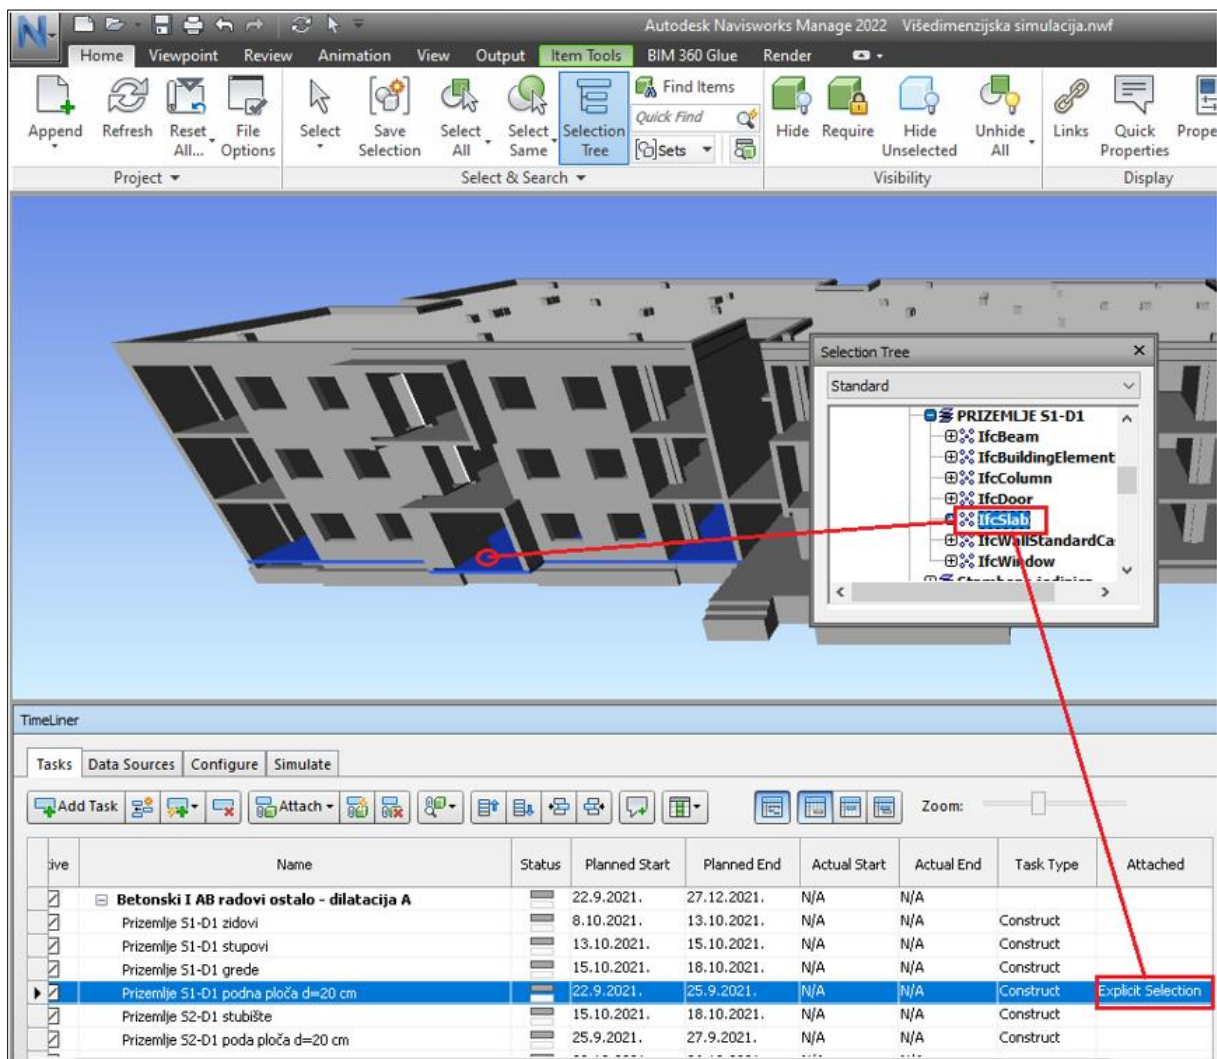 Autodesk Navisworks Manage 2022 Višedimenzijska simulacija.nwf
N
Home Viewpoint Review Animation View Output Item Tools BIM 360 Glue Render
Append Refresh Reset All... File Options Select Save Selection Select All Select Same Selection Tree Find Items Quick Find Sets Hide Require Hide Unselected Unhide All Links Quick Properties Prope
Project Select & Search Visibility Display
Selection Tree
Standard
PRIZEMLJE S1-D1
IfcBeam
IfcBuildingElement
IfcColumn
IfcDoor
IfcSlab
IfcWallStandardCa
IfcWindow
TimeLiner
Tasks Data Sources Configure Simulate
Add Task Attach Zoom:
tive Name Status Planned Start Planned End Actual Start Actual End Task Type Attached
Betonski I AB radovi ostalo - dilatacija A 22.9.2021. 27.12.2021. N/A N/A
Prizemlje S1-D1 zidovi 8.10.2021. 13.10.2021. N/A N/A Construct
Prizemlje S1-D1 stupovi 13.10.2021. 15.10.2021. N/A N/A Construct
Prizemlje S1-D1 grede 15.10.2021. 18.10.2021. N/A N/A Construct
Prizemlje S1-D1 podna ploča d=20 cm 22.9.2021. 25.9.2021. N/A N/A Construct Explicit Selection
Prizemlje S2-D1 stubište 15.10.2021. 18.10.2021. N/A N/A Construct
Prizemlje S2-D1 poda ploča d=20 cm 25.9.2021. 27.9.2021. N/A N/A Construct